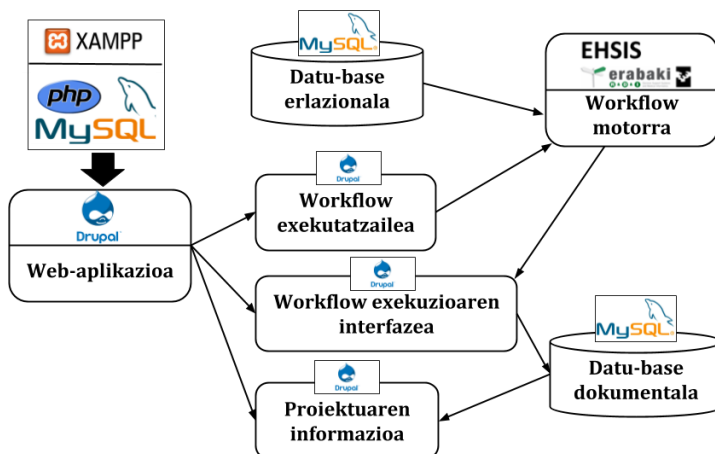 XAMPP
php
MySQL
Drupal
Web-aplikazioa
MySQL
Datu-base
erlazionala
EHSIS
erabaki
Workflow
motorra
Drupal
Workflow
exekutatzailea
Drupal
Workflow exekuzioaren
interfazea
MySQL
Datu-base
dokumentala
Drupal
Proiektuaren
informazioa